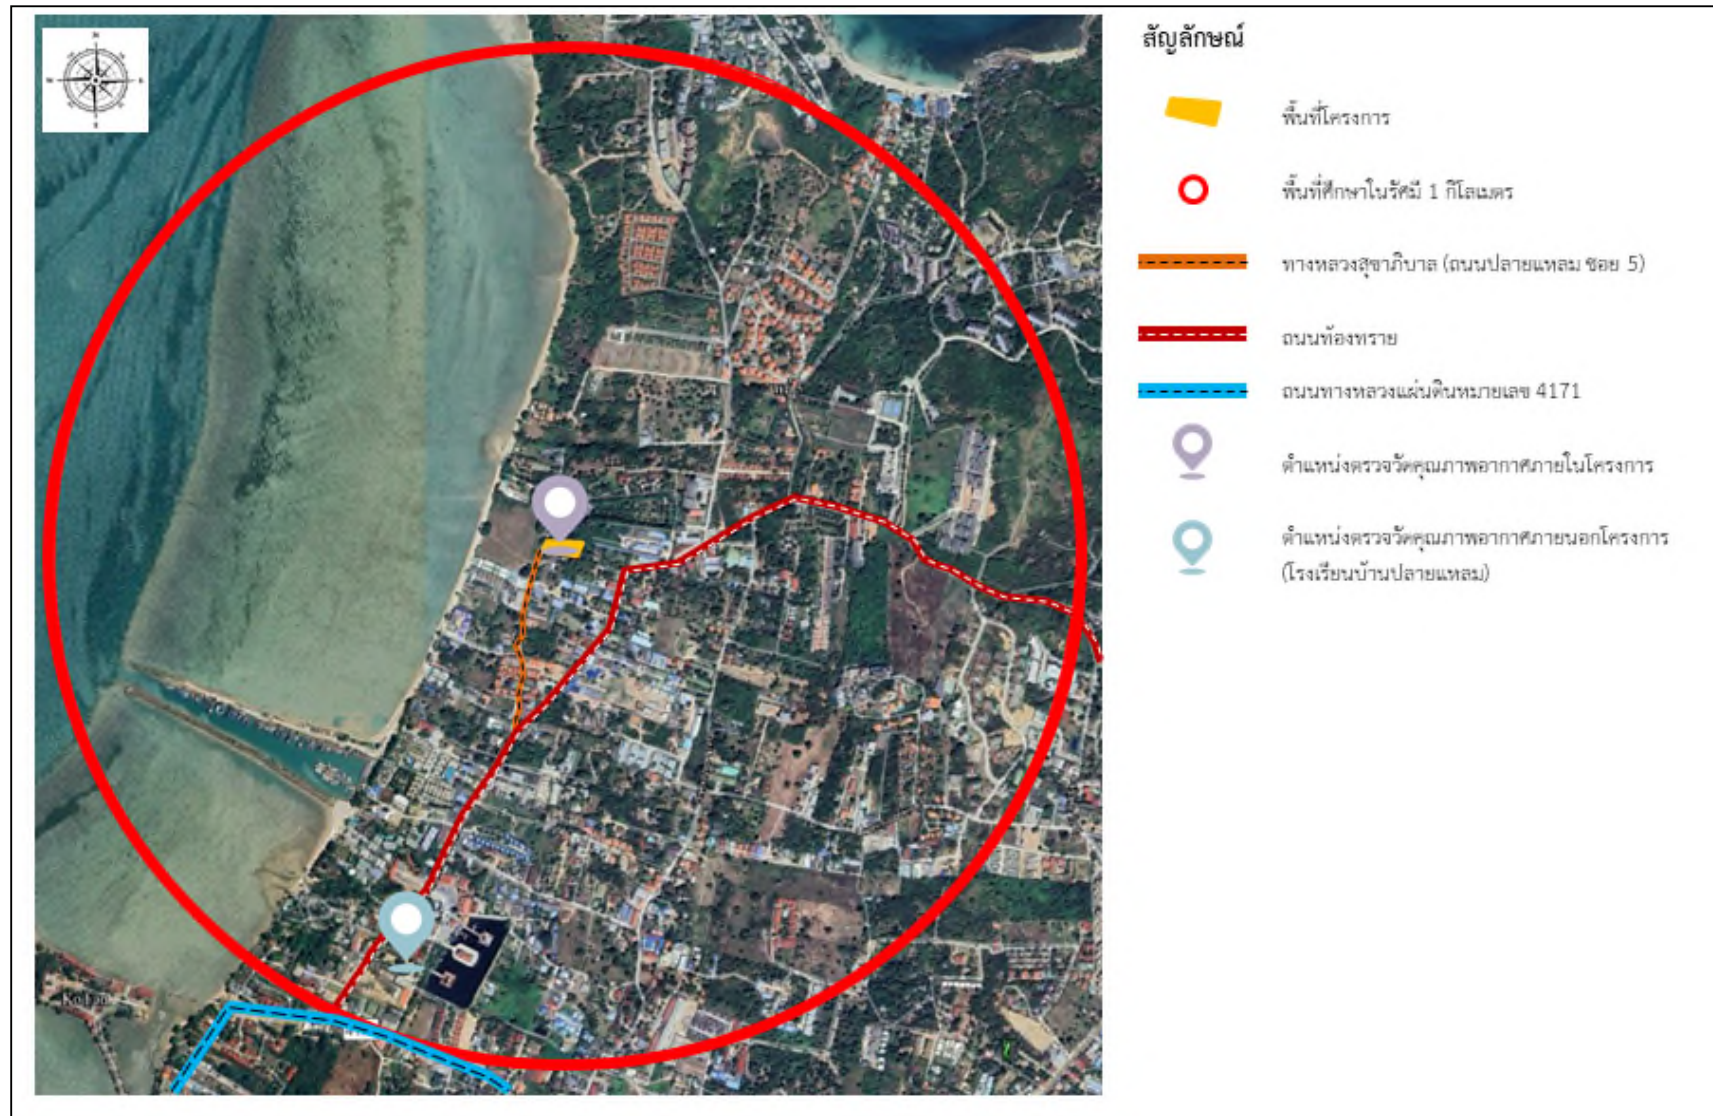 N
W
E
S
สัญลักษณ์
พื้นที่โครงการ
พื้นที่ศึกษาในรัศมี 1 กิโลเมตร
ทางหลวงสุขาภิบาล (ถนนปลายแหลม ซอย 5)
ถนนท้องทราย
ถนนทางหลวงแผ่นดินหมายเลข 4171
ตำแหน่งตรวจวัดคุณภาพอากาศภายในโครงการ
ตำแหน่งตรวจวัดคุณภาพอากาศภายนอกโครงการ
(โรงเรียนบ้านปลายแหลม)